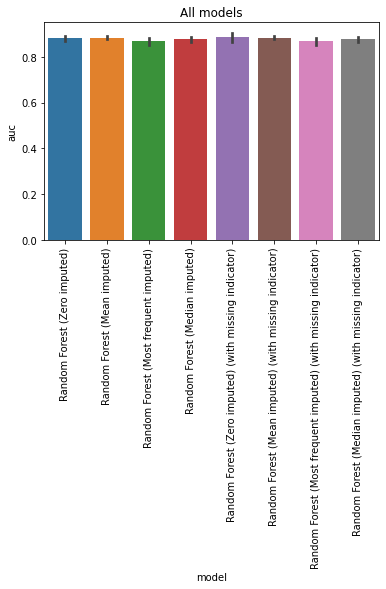 All models
auc
0.8
0.6
0.4
0.2
0.0
Random Forest (Zero imputed)
Random Forest (Mean imputed)
Random Forest (Most frequent imputed)
Random Forest (Median imputed)
Random Forest (Zero imputed) (with missing indicator)
Random Forest (Mean imputed) (with missing indicator)
Random Forest (Most frequent imputed) (with missing indicator)
Random Forest (Median imputed) (with missing indicator)
model